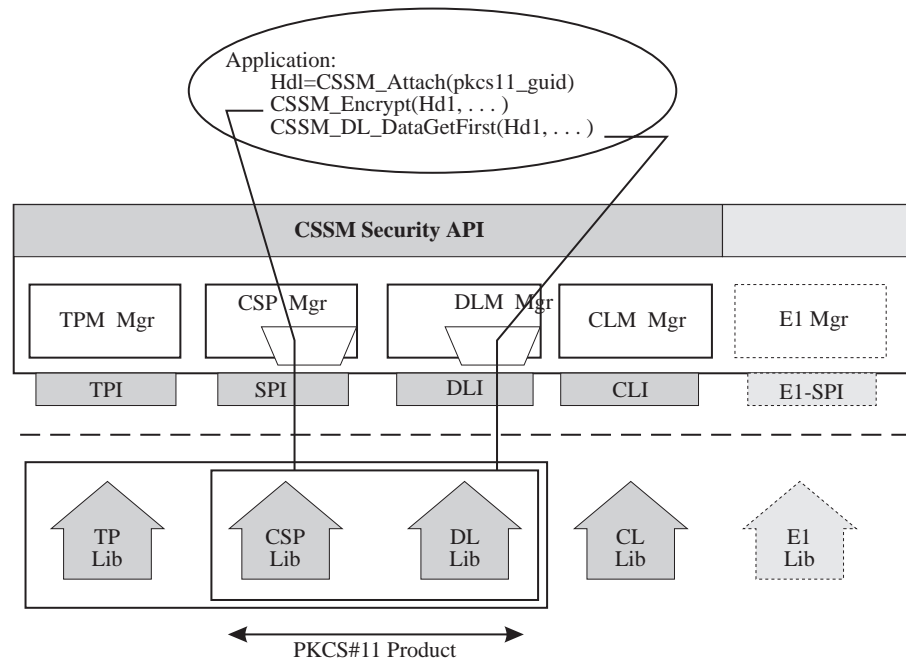 Application:
Hdl=CSSM_Attach(pkcs11_guid)
CSSM_Encrypt(Hd1, . . . )
CSSM_DL_DataGetFirst(Hd1, . . . )
CSSM Security API
TPM Mgr
CSP Mgr
DLM Mgr
CLM Mgr
E1 Mgr
TPI
SPI
DLI
CLI
E1-SPI
TP
Lib
CSP
Lib
DL
Lib
CL
Lib
E1
Lib
PKCS#11 Product